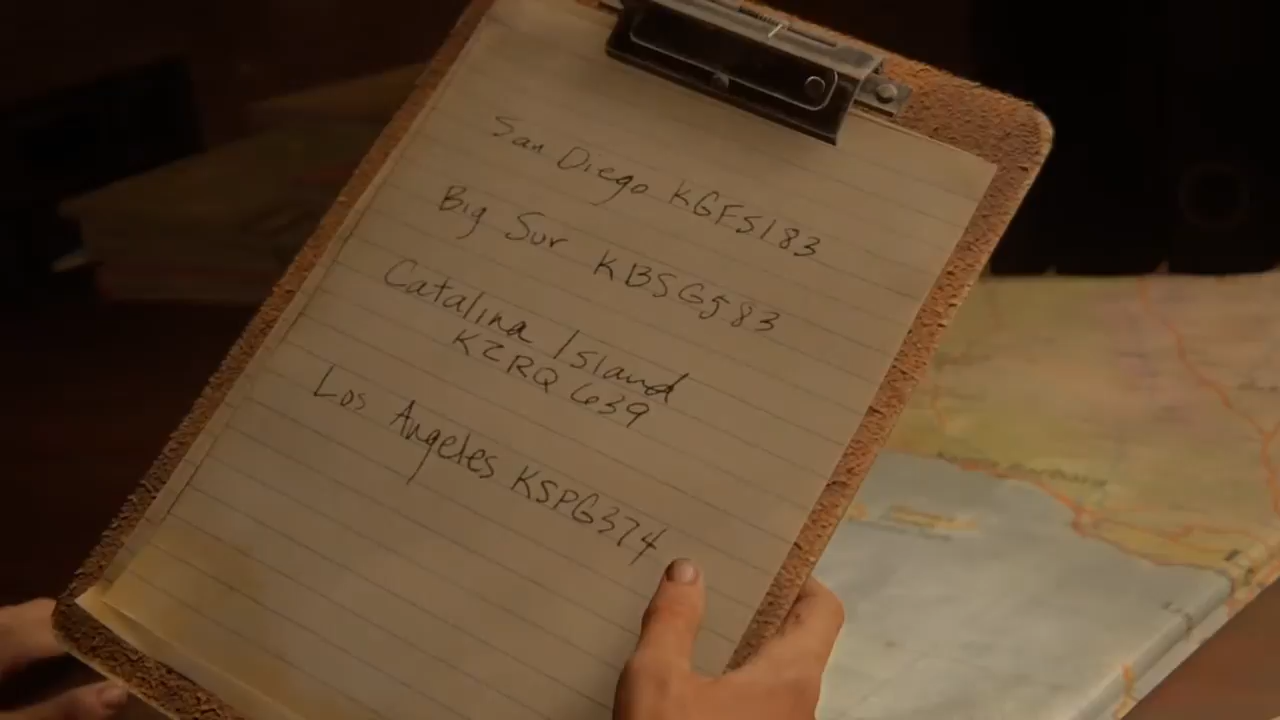 San Diego KGFS183
Big Sur KBSG583
Catalina Island
KZRQ639
Los Angeles KSPG374